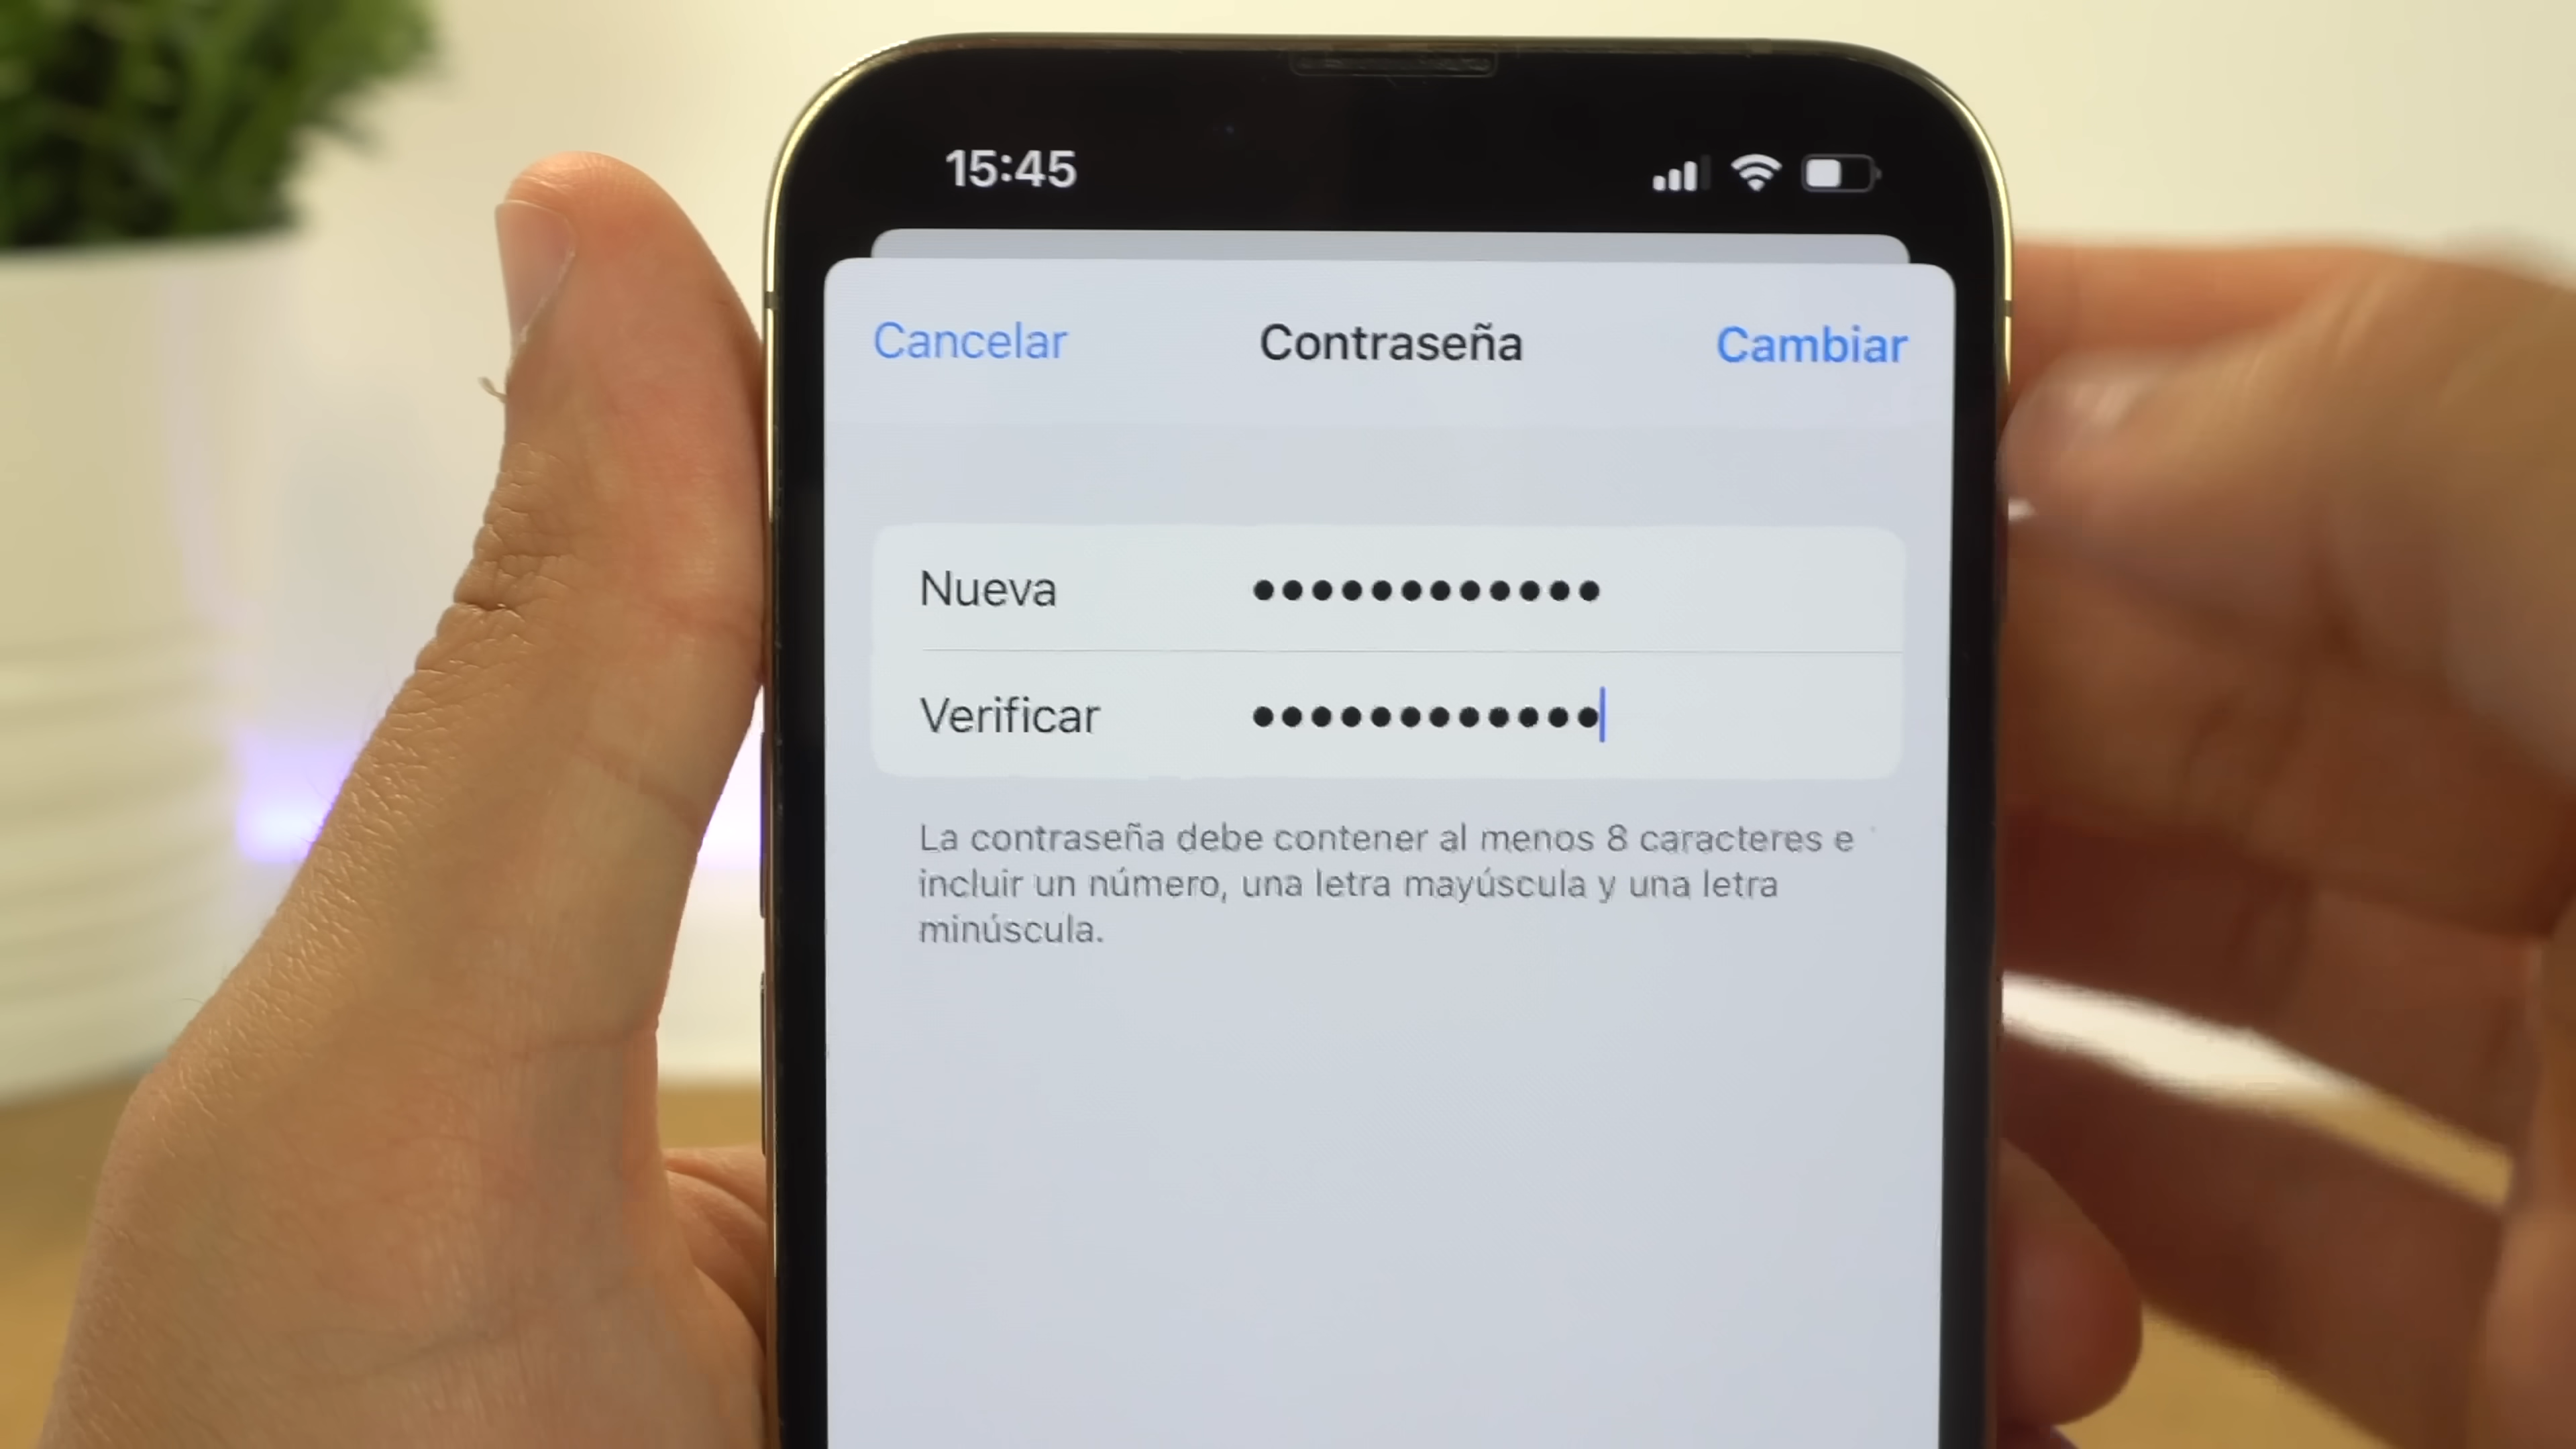 15:45
Cancelar Contraseña Cambiar
Nueva ••••••••••••
Verificar ••••••••••••
La contraseña debe contener al menos 8 caracteres e
incluir un número, una letra mayúscula y una letra
minúscula.